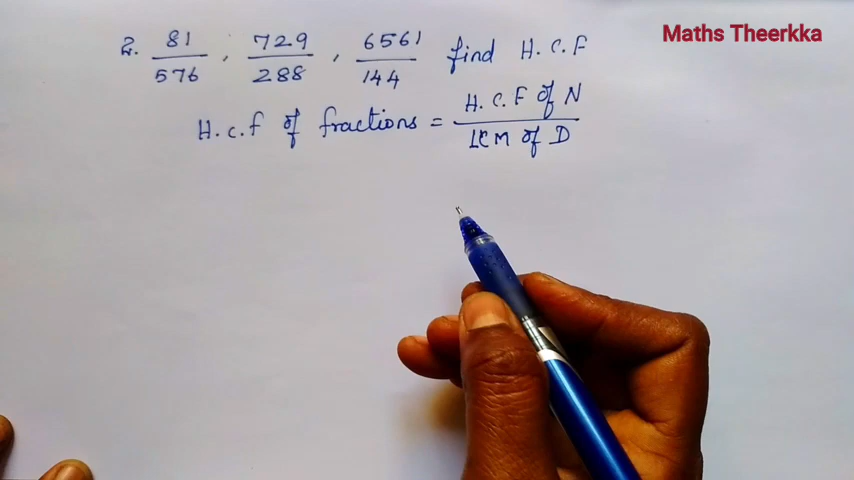 Maths Theerkka
2. 81/576 , 729/288 , 6561/144 find H.C.F
H.C.F of fractions = H.C.F of N / LCM of D